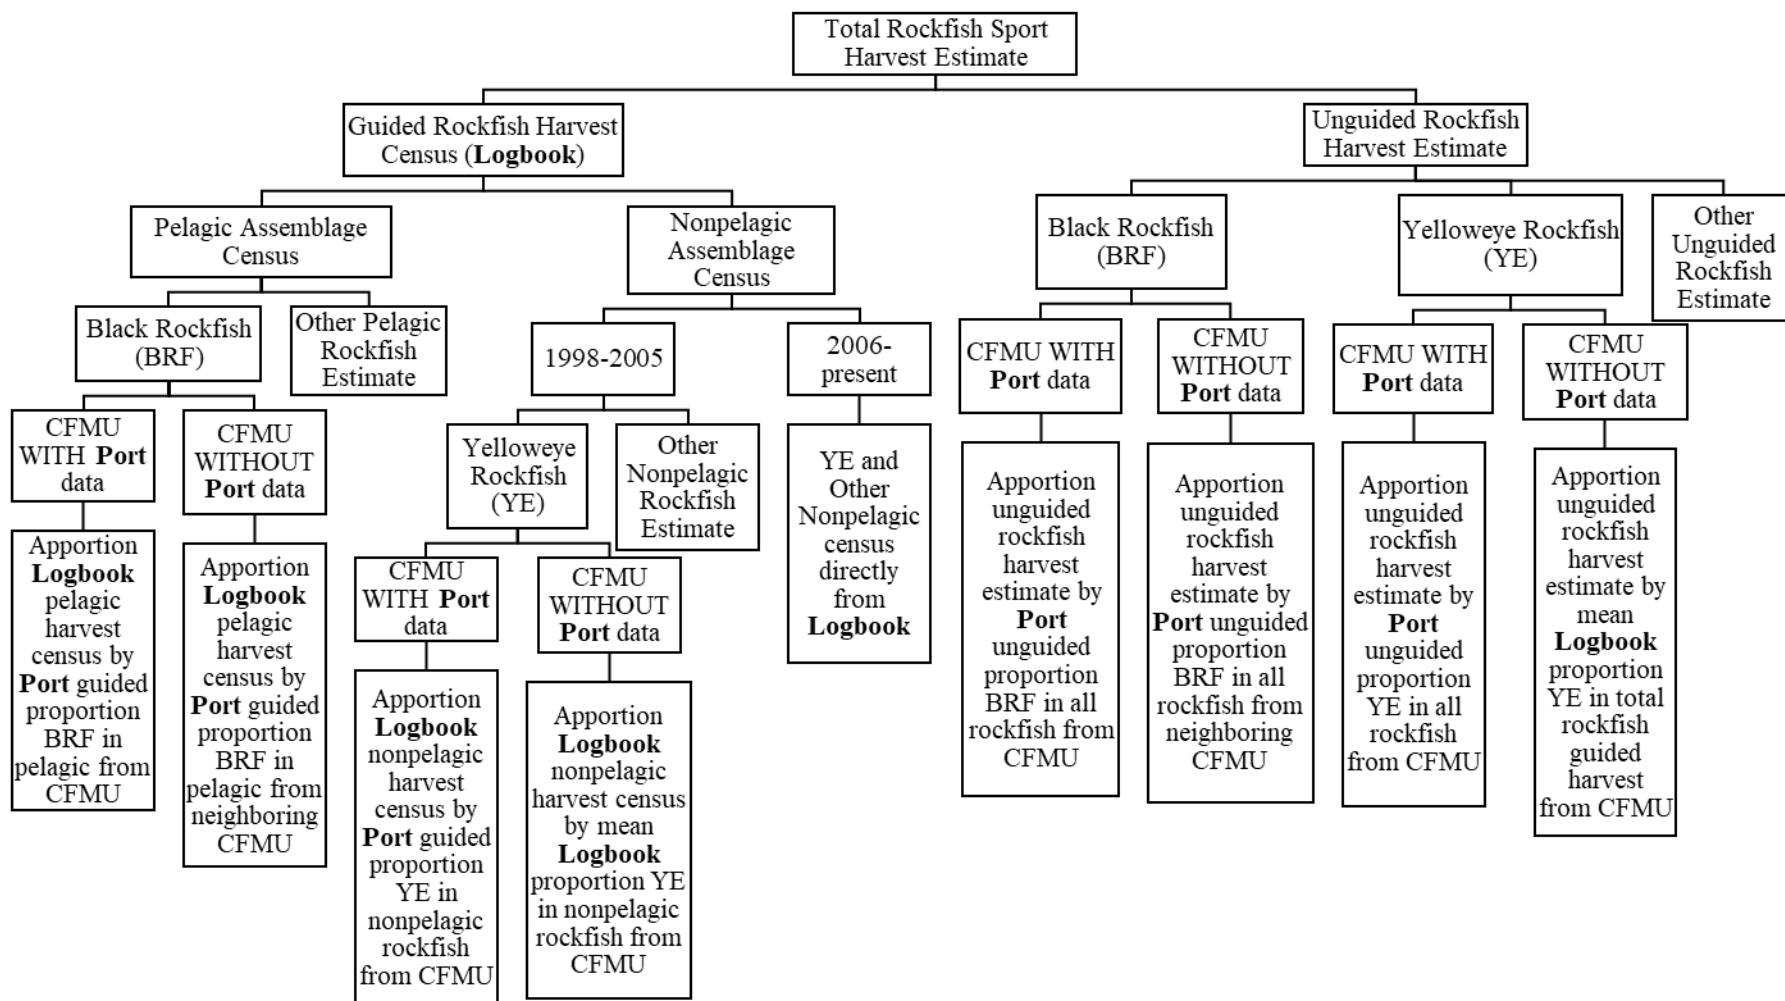 Total Rockfish Sport
Harvest Estimate
Guided Rockfish Harvest
Census (Logbook)
Unguided Rockfish
Harvest Estimate
Pelagic Assemblage
Census
Nonpelagic
Assemblage
Census
Black Rockfish
(BRF)
Yelloweye Rockfish
(YE)
Other
Unguided
Rockfish
Estimate
Black Rockfish
(BRF)
Other Pelagic
Rockfish
Estimate
1998-2005
2006-
present
CFMU WITH
Port data
CFMU
WITHOUT
Port data
CFMU WITH
Port data
CFMU
WITHOUT
Port data
CFMU
WITH Port
data
CFMU
WITHOUT
Port data
Yelloweye
Rockfish
(YE)
Other
Nonpelagic
Rockfish
Estimate
YE and
Other
Nonpelagic
census
directly
from
Logbook
Apportion
unguided
rockfish
harvest
estimate by
Port
unguided
proportion
BRF in all
rockfish from
CFMU
Apportion
unguided
rockfish
harvest
estimate by
Port unguided
proportion
BRF in all
rockfish from
neighboring
CFMU
Apportion
unguided
rockfish
harvest
estimate by
Port
unguided
proportion
YE in all
rockfish
from CFMU
Apportion
unguided
rockfish
harvest
estimate by
mean
Logbook
proportion
YE in total
rockfish
guided
harvest
from CFMU
Apportion
Logbook
pelagic
harvest
census by
Port guided
proportion
BRF in
pelagic from
CFMU
Apportion
Logbook
pelagic
harvest
census by
Port guided
proportion
BRF in
pelagic from
neighboring
CFMU
CFMU
WITH Port
data
CFMU
WITHOUT
Port data
Apportion
Logbook
nonpelagic
harvest
census by
Port guided
proportion
YE in
nonpelagic
rockfish
from CFMU
Apportion
Logbook
nonpelagic
harvest census
by mean
Logbook
proportion YE
in nonpelagic
rockfish from
CFMU